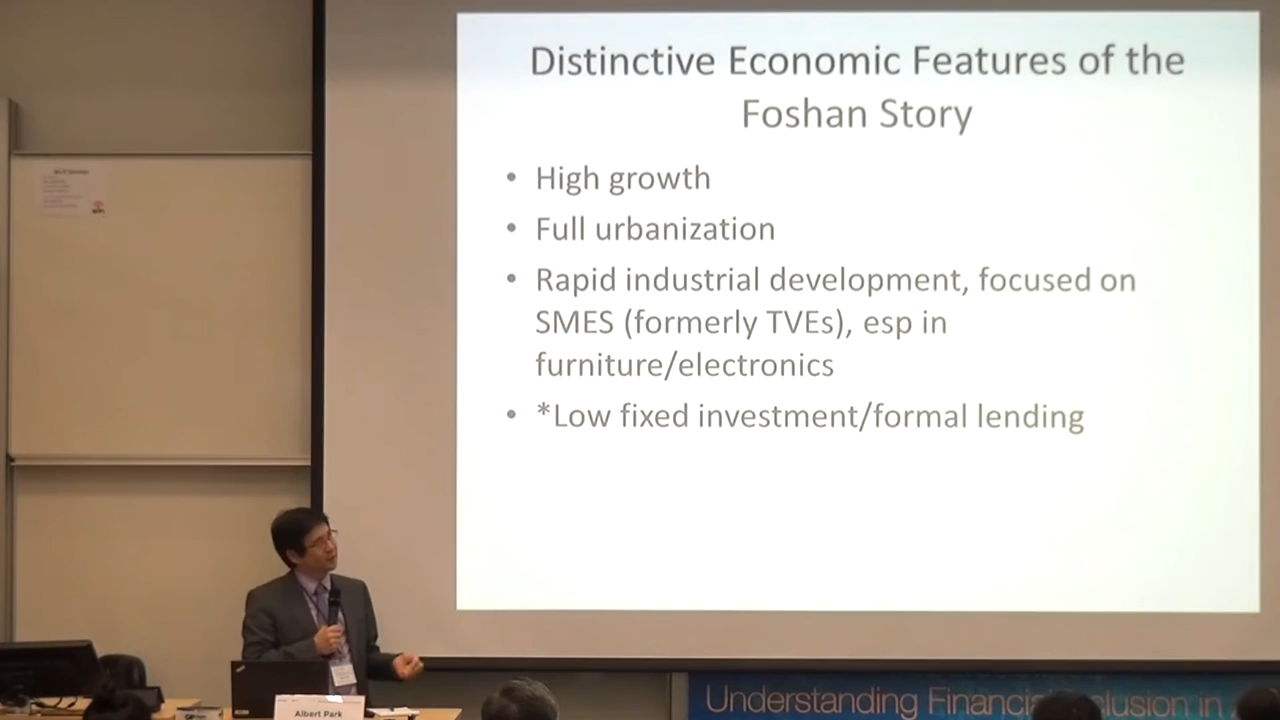 Distinctive Economic Features of the
Foshan Story
• High growth
• Full urbanization
• Rapid industrial development, focused on
SMES (formerly TVEs), esp in
furniture/electronics
• *Low fixed investment/formal lending
Albert Park
Understanding Financial Inclusion in